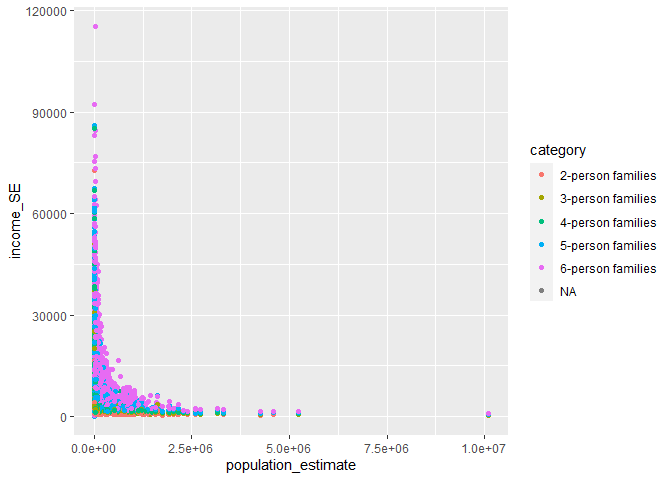 120000
90000
60000
30000
0
income_SE
0.0e+00 2.5e+06 5.0e+06 7.5e+06 1.0e+07
population_estimate
category
2-person families
3-person families
4-person families
5-person families
6-person families
NA